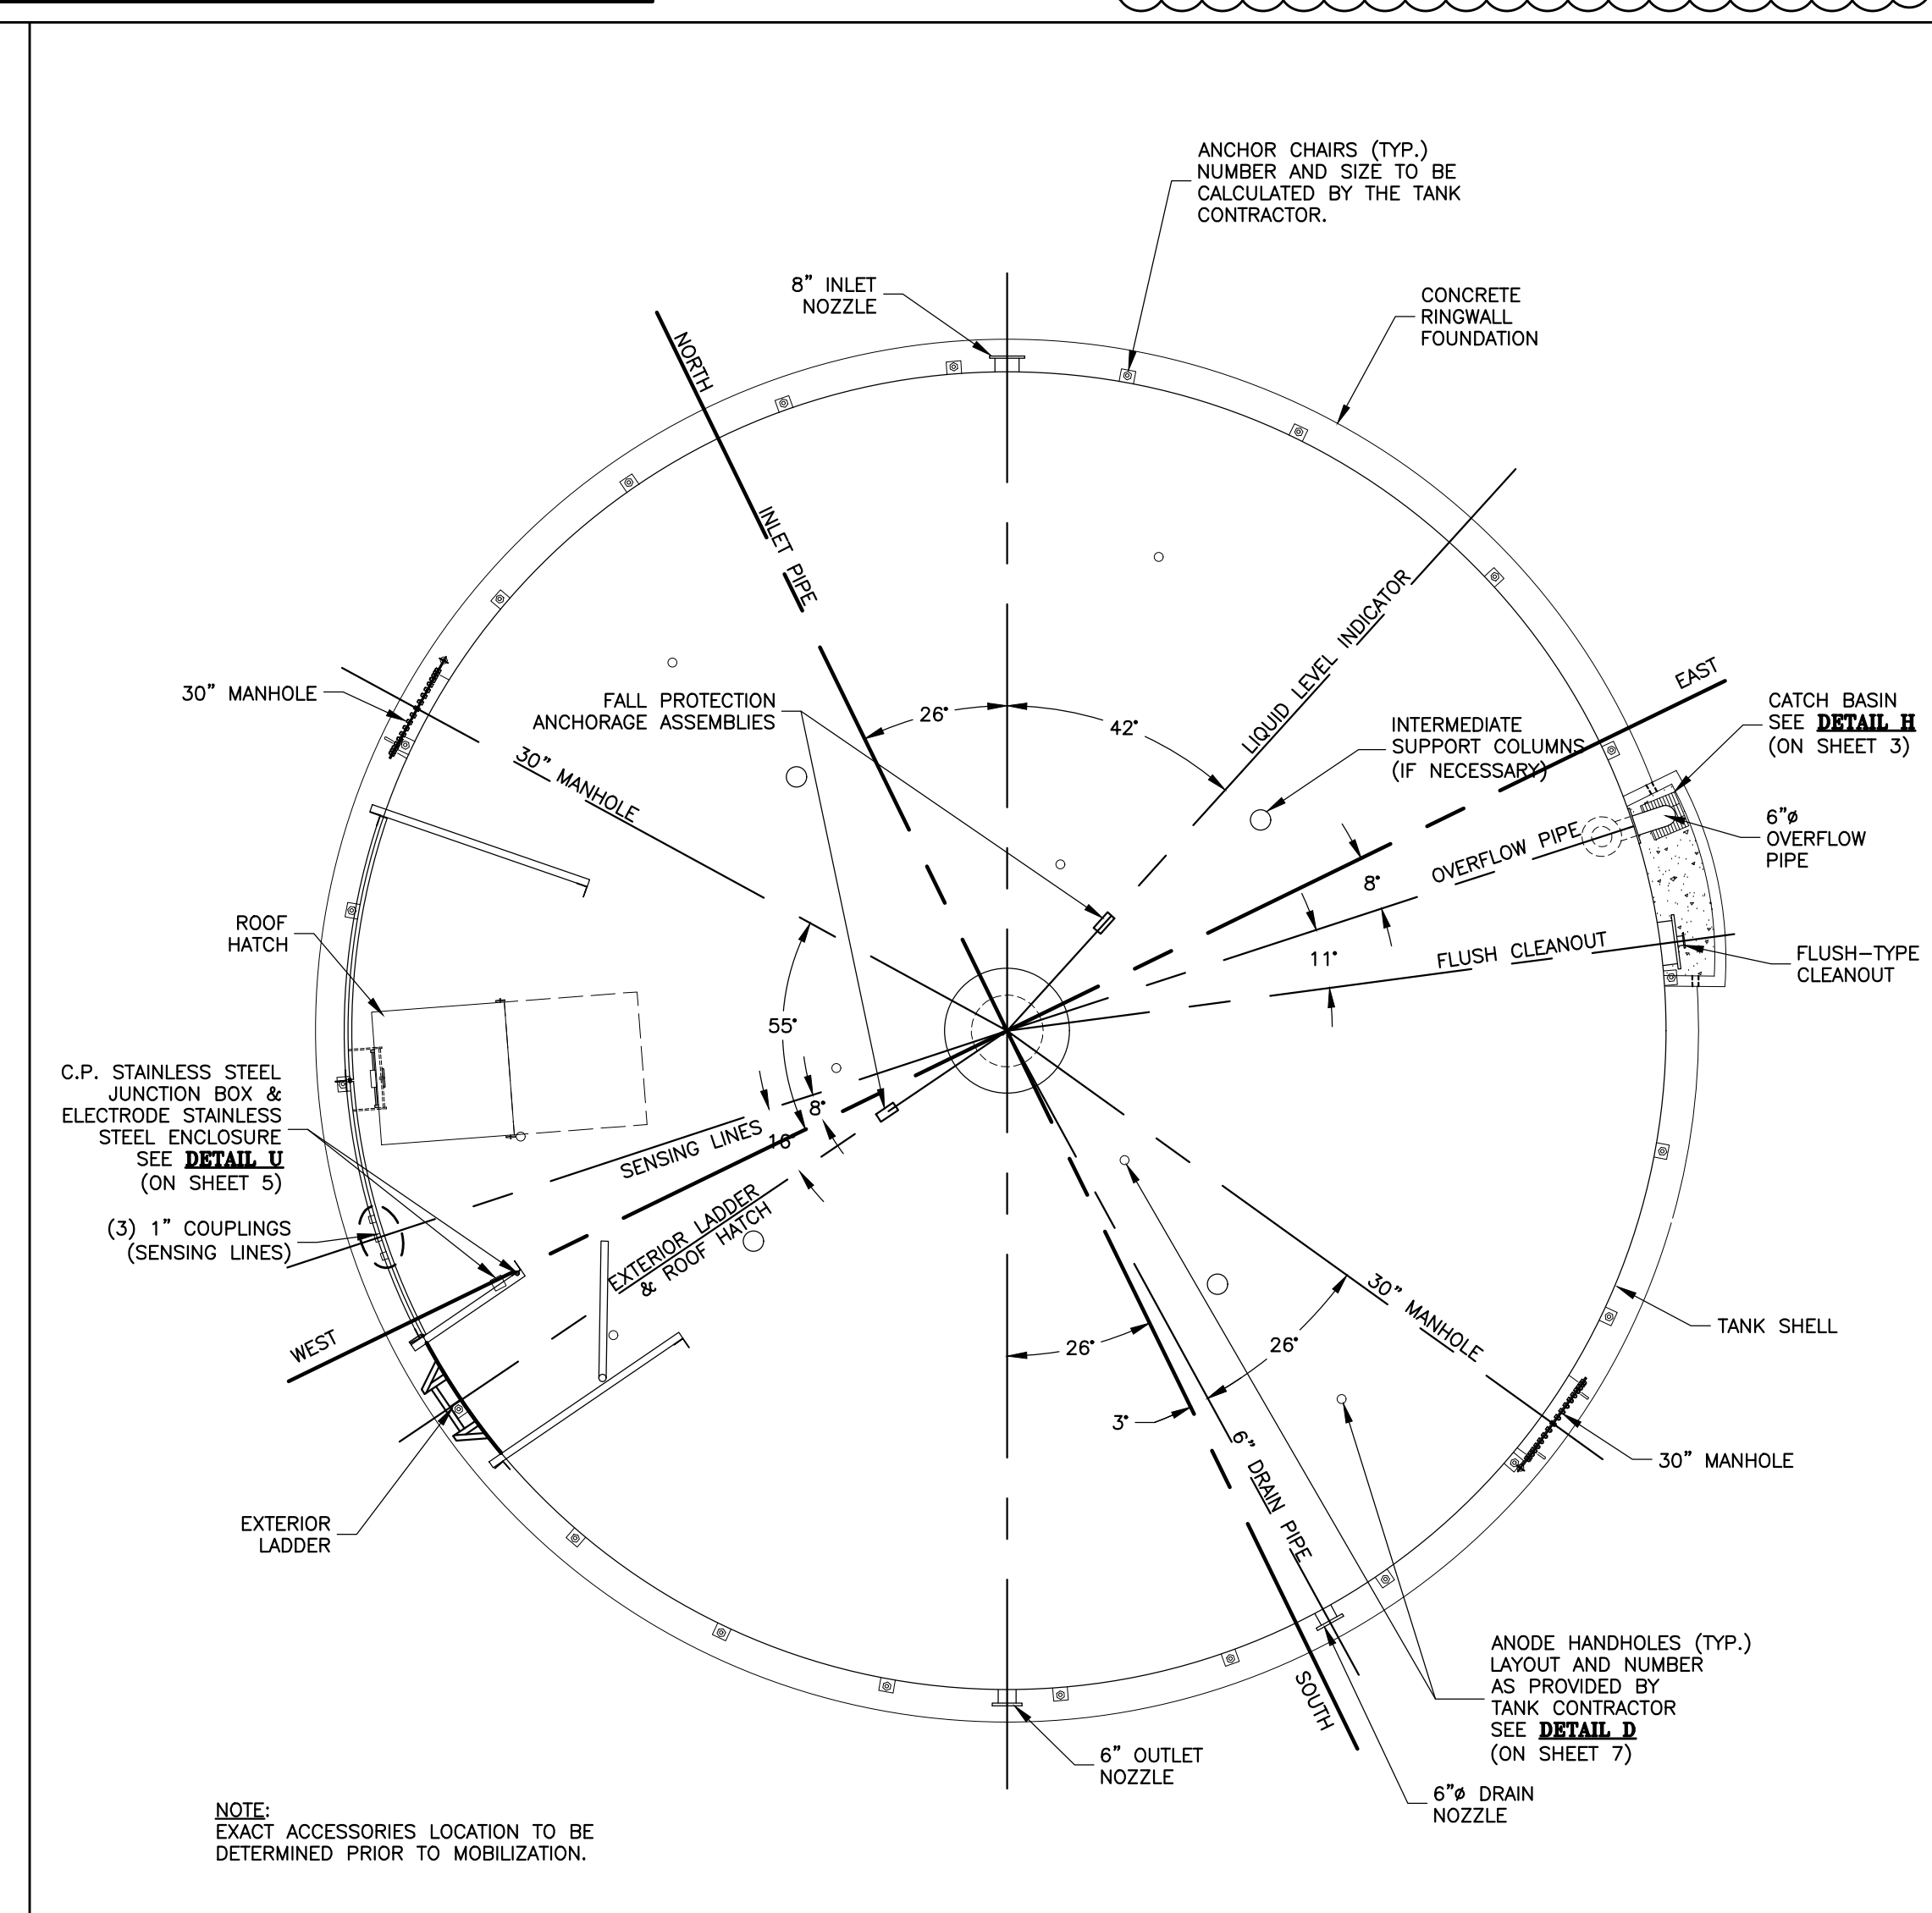 ANCHOR CHAIRS (TYP.)
NUMBER AND SIZE TO BE
CALCULATED BY THE TANK
CONTRACTOR.
8" INLET
NOZZLE
CONCRETE
RINGWALL
FOUNDATION
NORTH
INLET PIPE
LIQUID LEVEL INDICATOR
EAST
30" MANHOLE
FALL PROTECTION
ANCHORAGE ASSEMBLIES
26°
42°
INTERMEDIATE
SUPPORT COLUMNS
(IF NECESSARY)
CATCH BASIN
SEE DETAIL H
(ON SHEET 3)
30" MANHOLE
6"ø
OVERFLOW
PIPE
OVERFLOW PIPE
8°
ROOF
HATCH
11°
FLUSH CLEANOUT
FLUSH-TYPE
CLEANOUT
55°
C.P. STAINLESS STEEL
JUNCTION BOX &
ELECTRODE STAINLESS
STEEL ENCLOSURE
SEE DETAIL U
(ON SHEET 5)
8°
16°
SENSING LINES
(3) 1" COUPLINGS
(SENSING LINES)
EXTERIOR LADDER
& ROOF HATCH
WEST
30" MANHOLE
TANK SHELL
26°
26°
3°
6" DRAIN PIPE
30" MANHOLE
EXTERIOR
LADDER
SOUTH
ANODE HANDHOLES (TYP.)
LAYOUT AND NUMBER
AS PROVIDED BY
TANK CONTRACTOR
SEE DETAIL D
(ON SHEET 7)
6" OUTLET
NOZZLE
6"ø DRAIN
NOZZLE
NOTE:
EXACT ACCESSORIES LOCATION TO BE
DETERMINED PRIOR TO MOBILIZATION.